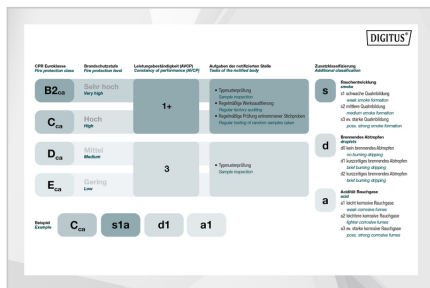 DIGITUS®
CPR Euroklasse
Fire protection class
Brandschutzstufe
Fire protection level
Leistungsbeständigkeit (AVCP)
Constancy of performance (AVCP)
Aufgaben der notifizierten Stelle
Tasks of the notified body
Zusatzklassifizierung
Additional classification
B2ca
Sehr hoch
Very high
Cca
Hoch
High
1+
• Typenüberprüfung
Sample inspection
• Regelmäßige Werksauditierung
Regular factory auditing
• Regelmäßige Prüfung entnommener Stichproben
Regular testing of random samples taken
Dca
Mittel
Medium
Eca
Gering
Low
3
• Typenüberprüfung
Sample inspection
s
Rauchentwicklung
smoke
s1 schwache Qualmbildung
weak smoke formation
s2 mittlere Qualmbildung
medium smoke formation
s3 ev. starke Qualmbildung
poss. strong smoke formation
d
Brennendes Abtropfen
droplets
d0 kein brennendes Abtropfen
no burning dripping
d1 kurzzeitiges brennendes Abtropfen
brief burning dripping
d2 kurzzeitiges brennendes Abtropfen
brief burning dripping
a
Acidität Rauchgase
acid
a1 leicht korrosive Rauchgase
weak corrosive fumes
a2 leichtere korrosive Rauchgase
lighter corrosive fumes
a3 ev. starke korrosive Rauchgase
poss. strong corrosive fumes
Beispiel
Example
Cca
s1a
d1
a1